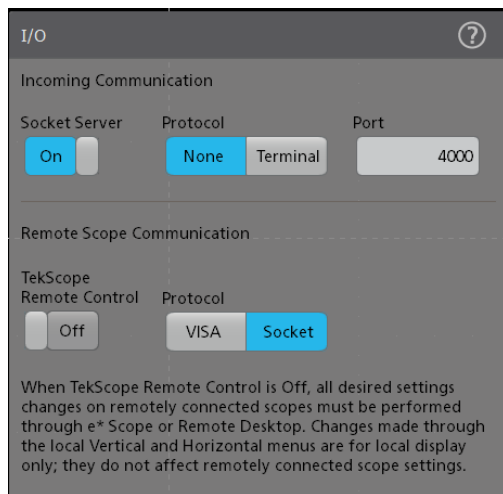 I/O
?
Incoming Communication
Socket Server Protocol Port
On None Terminal 4000
Remote Scope Communication
TekScope
Remote Control Protocol
Off VISA Socket
When TekScope Remote Control is Off, all desired settings
changes on remotely connected scopes must be performed
through e* Scope or Remote Desktop. Changes made through
the local Vertical and Horizontal menus are for local display
only; they do not affect remotely connected scope settings.